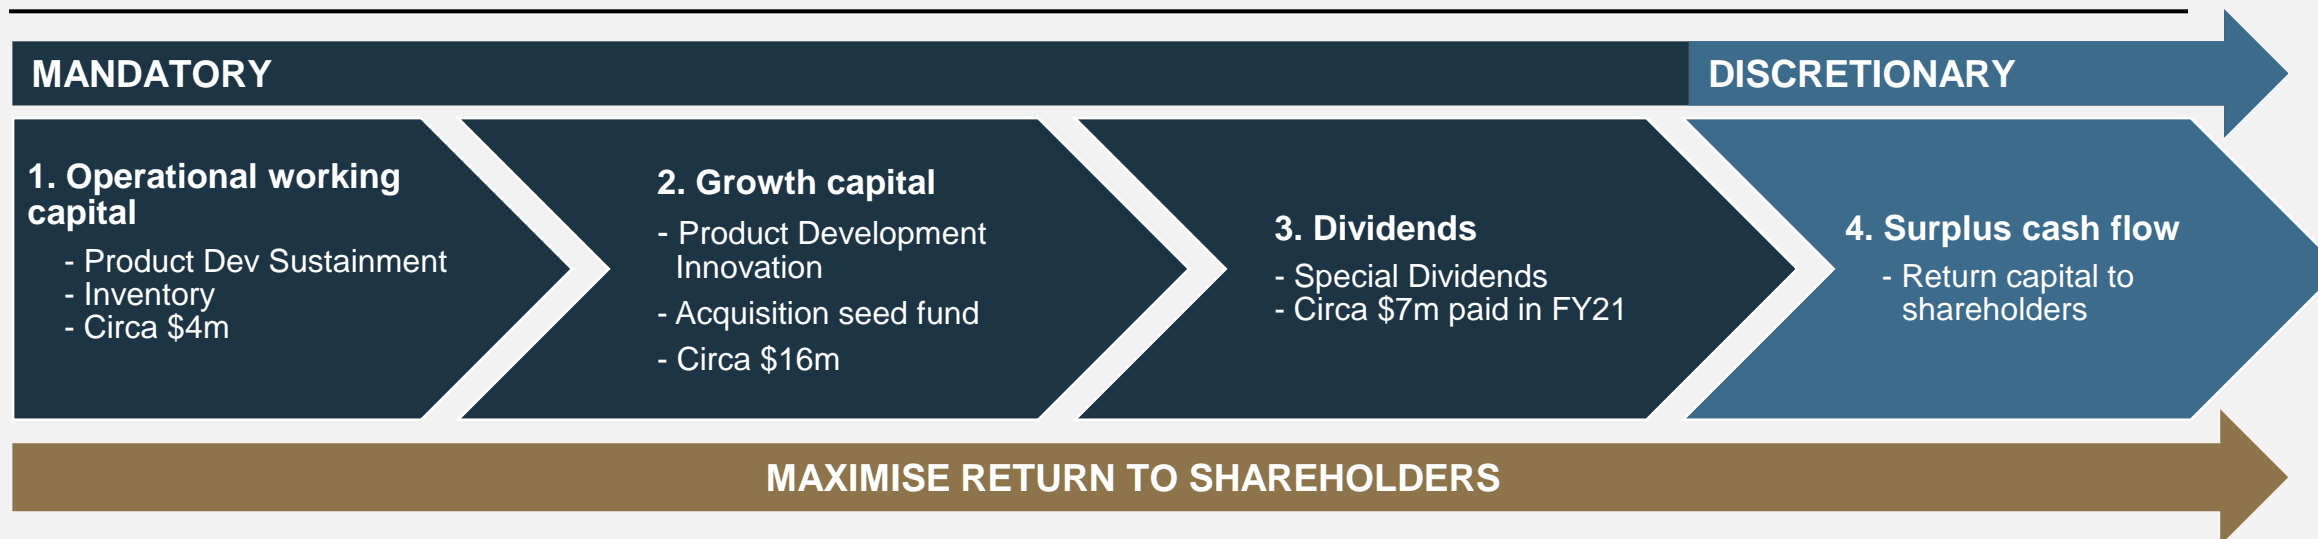 MANDATORY
DISCRETIONARY
1. Operational working
capital
- Product Dev Sustainment
- Inventory
- Circa $4m
2. Growth capital
- Product Development
Innovation
- Acquisition seed fund
- Circa $16m
3. Dividends
- Special Dividends
- Circa $7m paid in FY21
4. Surplus cash flow
- Return capital to
shareholders
MAXIMISE RETURN TO SHAREHOLDERS